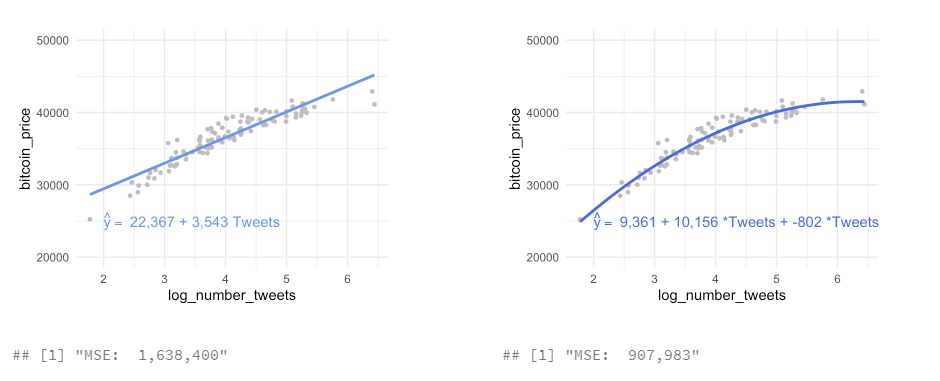 50000
40000
30000
20000
bitcoin_price
ŷ = 22,367 + 3,543 Tweets
2 3 4 5 6
log_number_tweets
## [1] "MSE:  1,638,400"
50000
40000
30000
20000
bitcoin_price
ŷ = 9,361 + 10,156 *Tweets + -802 *Tweets
2 3 4 5 6
log_number_tweets
## [1] "MSE:  907,983"